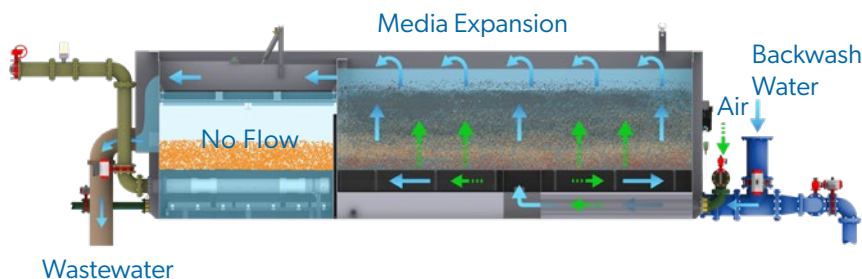 Media Expansion
Backwash
Water
Air
No Flow
Wastewater